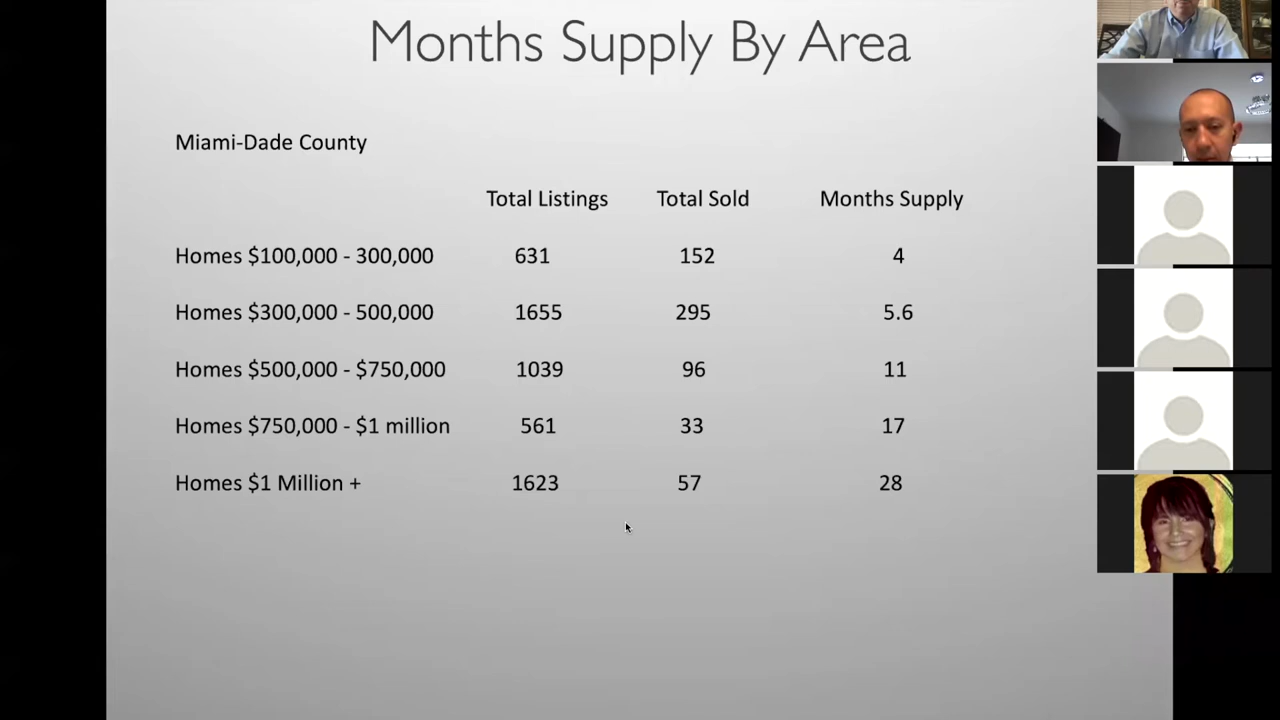 Months Supply By Area
Miami-Dade County
Total Listings Total Sold Months Supply
Homes $100,000 - 300,000 631 152 4
Homes $300,000 - 500,000 1655 295 5.6
Homes $500,000 - $750,000 1039 96 11
Homes $750,000 - $1 million 561 33 17
Homes $1 Million + 1623 57 28